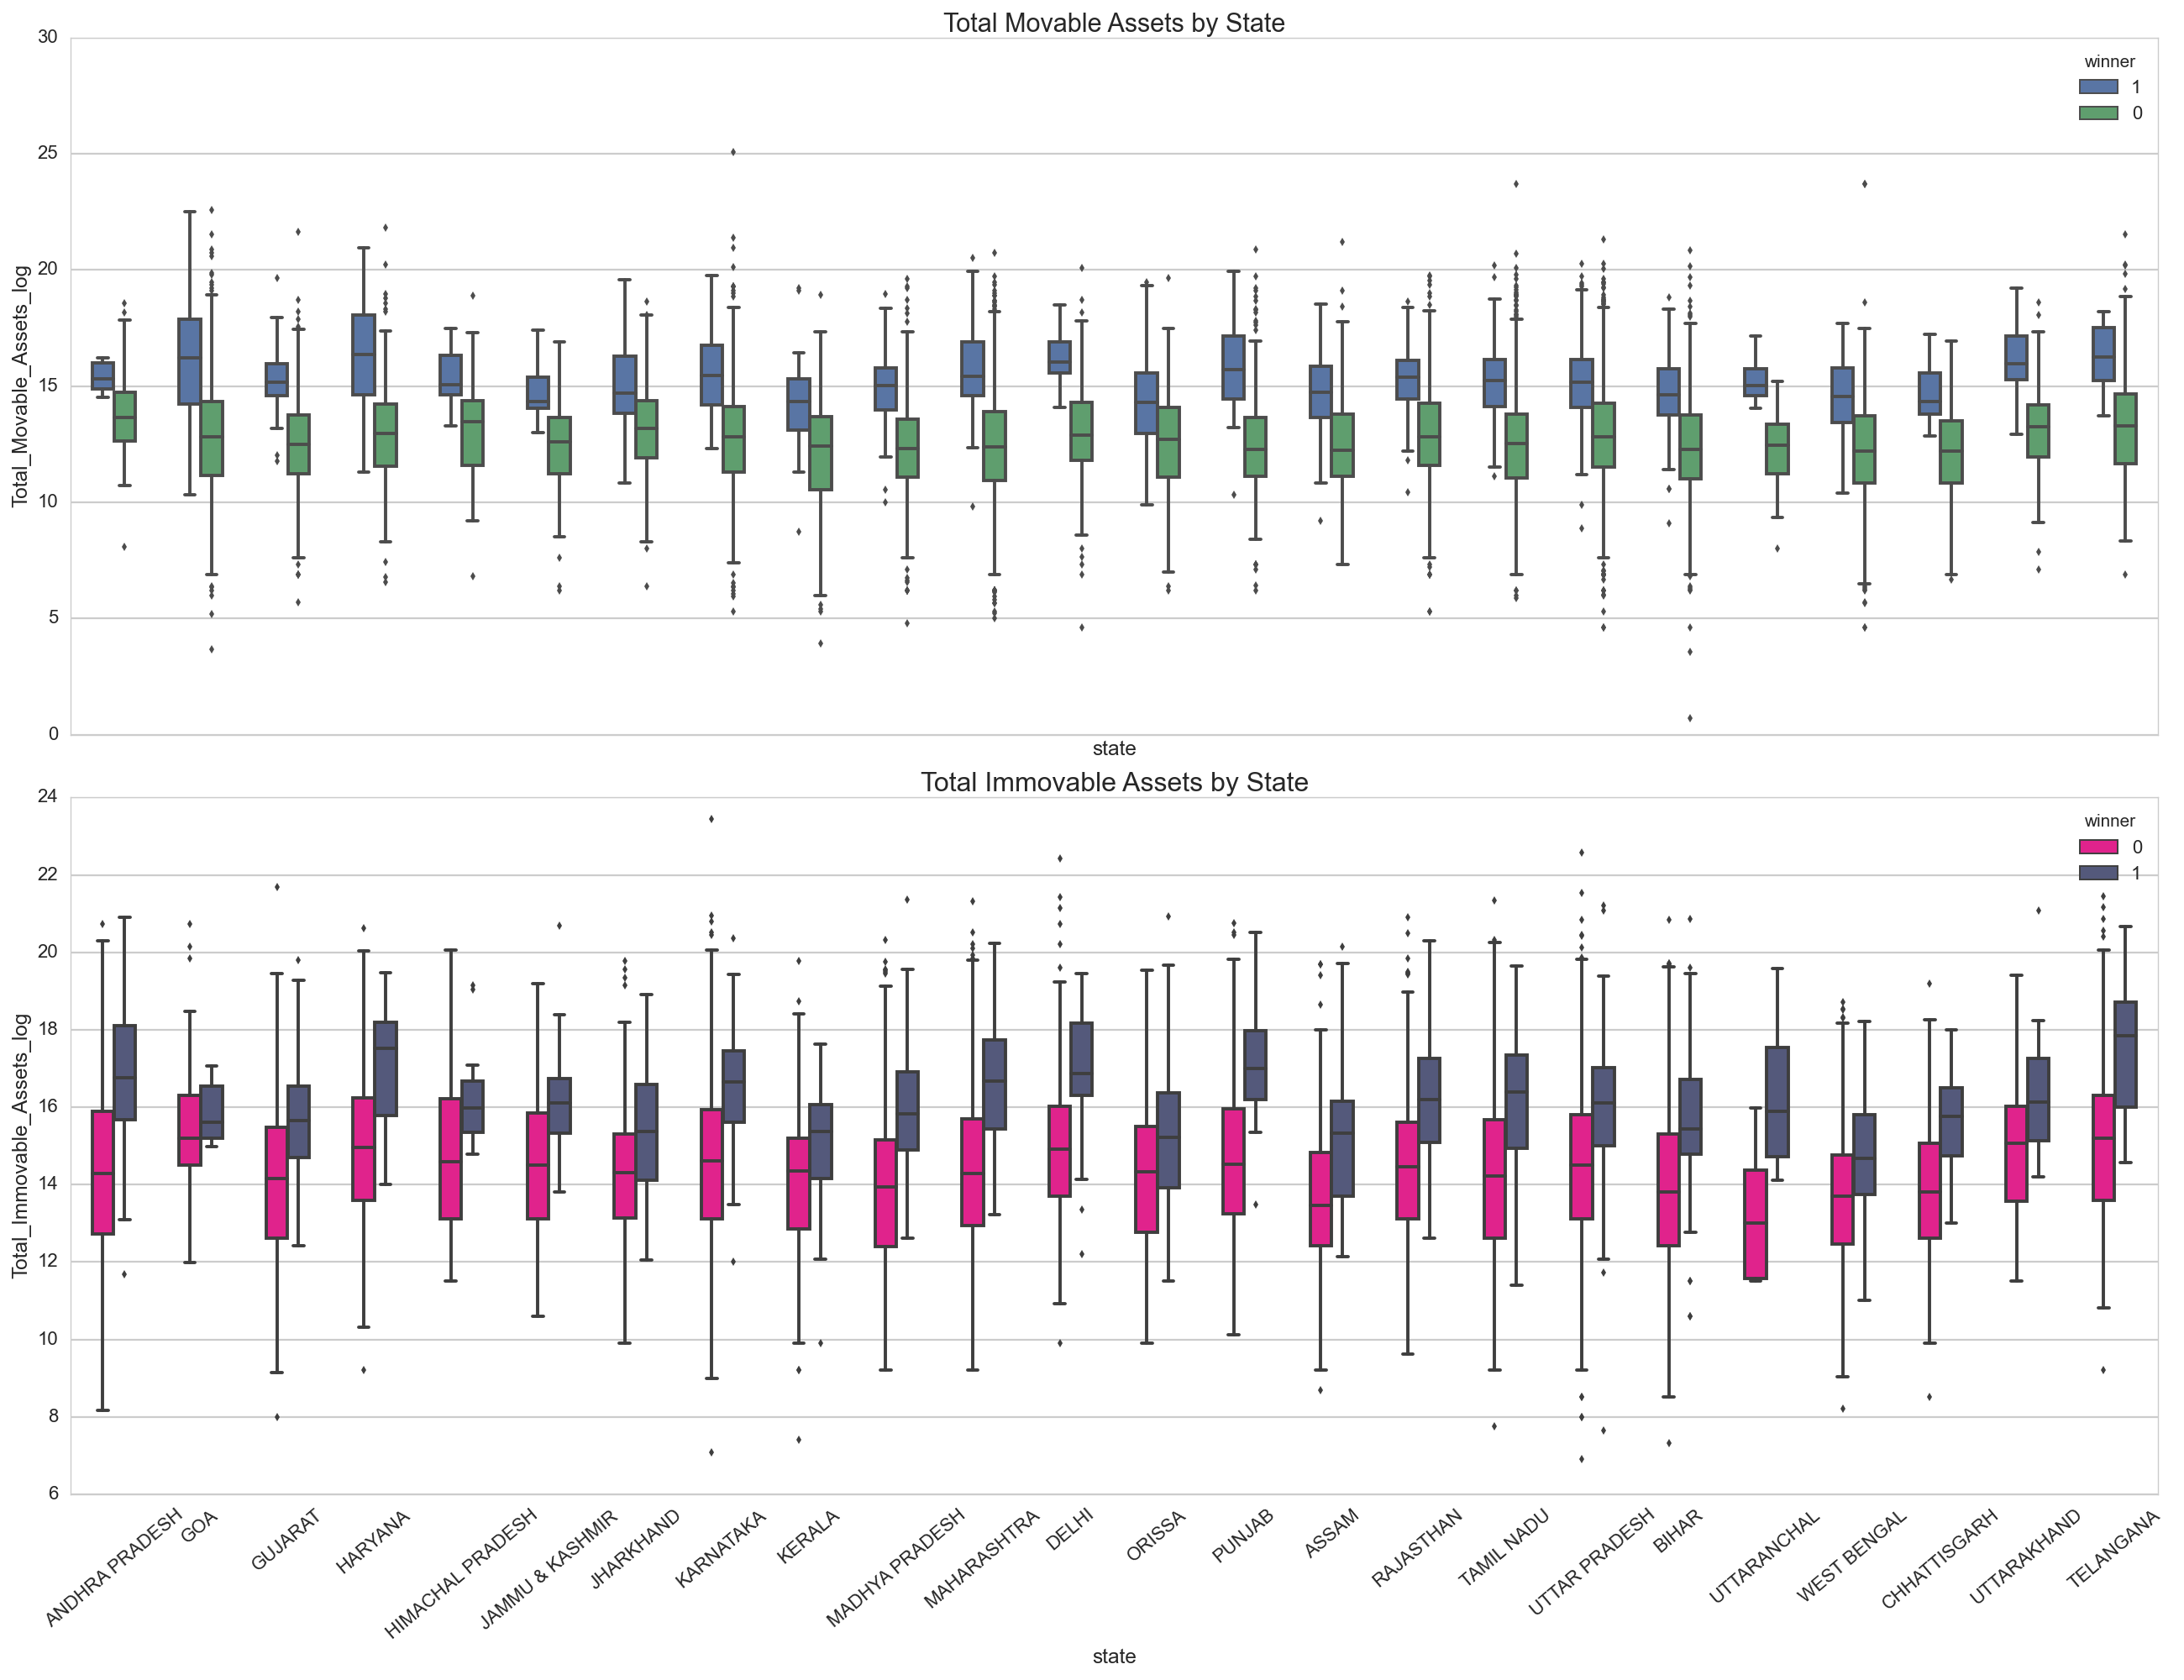 Total Movable Assets by State
Total_Movable_Assets_log
30
25
20
15
10
5
0
winner
1
0
state
Total Immovable Assets by State
Total_Immovable_Assets_log
24
22
20
18
16
14
12
10
8
6
winner
0
1
ANDHRA PRADESH
GOA
GUJARAT
HARYANA
HIMACHAL PRADESH
JAMMU & KASHMIR
JHARKHAND
KARNATAKA
KERALA
MADHYA PRADESH
MAHARASHTRA
DELHI
ORISSA
PUNJAB
ASSAM
RAJASTHAN
TAMIL NADU
UTTAR PRADESH
BIHAR
UTTARANCHAL
WEST BENGAL
CHHATTISGARH
UTTARAKHAND
TELANGANA
state